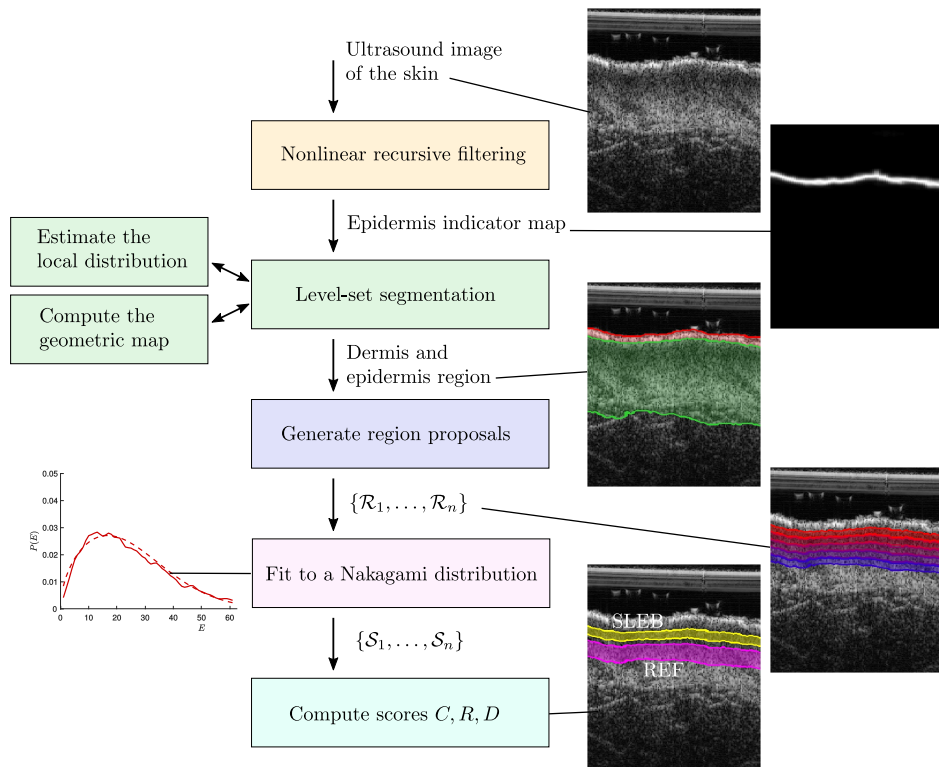 Ultrasound image
of the skin
Nonlinear recursive filtering
Epidermis indicator map
Estimate the
local distribution
Level-set segmentation
Compute the
geometric map
Dermis and
epidermis region
Generate region proposals
{ℛ₁, . . . , ℛₙ}
0.05
0.04
0.03
0.02
0.01
0
P(E)
0 10 20 30 40 50 60
E
Fit to a Nakagami distribution
{𝒮₁, . . . , 𝒮ₙ}
SLEB
REF
Compute scores C, R, D